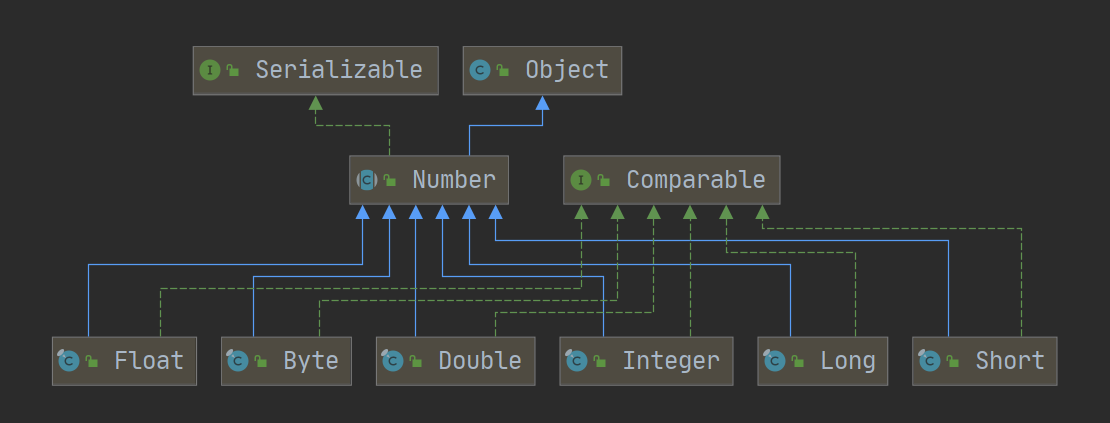 Serializable
Object
Number
Comparable
Float
Byte
Double
Integer
Long
Short